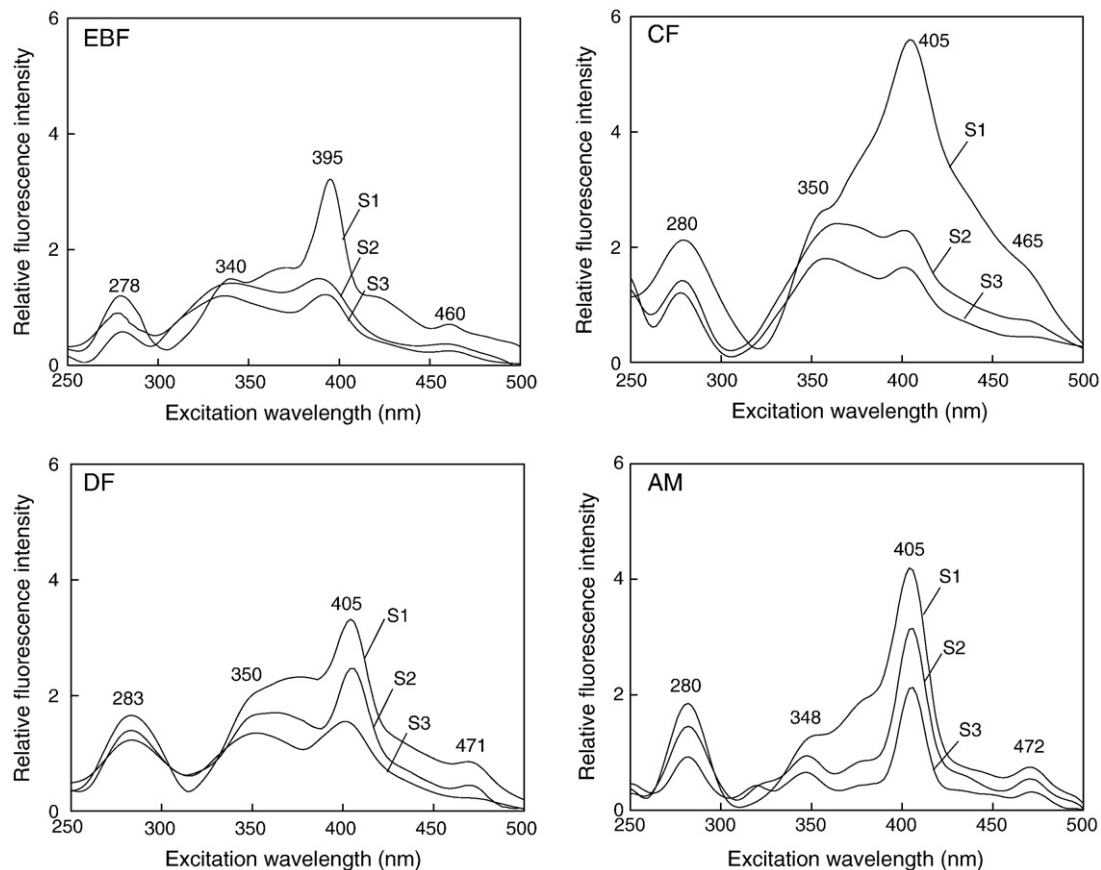 EBF
Relative fluorescence intensity
6
4
2
0
278
340
395
460
S1
S2
S3
250 300 350 400 450 500
Excitation wavelength (nm)
CF
Relative fluorescence intensity
6
4
2
0
280
350
405
465
S1
S2
S3
250 300 350 400 450 500
Excitation wavelength (nm)
DF
Relative fluorescence intensity
6
4
2
0
283
350
405
471
S1
S2
S3
250 300 350 400 450 500
Excitation wavelength (nm)
AM
Relative fluorescence intensity
6
4
2
0
280
348
405
472
S1
S2
S3
250 300 350 400 450 500
Excitation wavelength (nm)